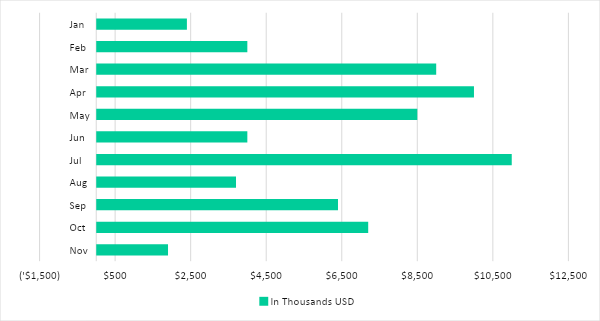 Jan
Feb
Mar
Apr
May
Jun
Jul
Aug
Sep
Oct
Nov
('$1,500) $500 $2,500 $4,500 $6,500 $8,500 $10,500 $12,500
In Thousands USD